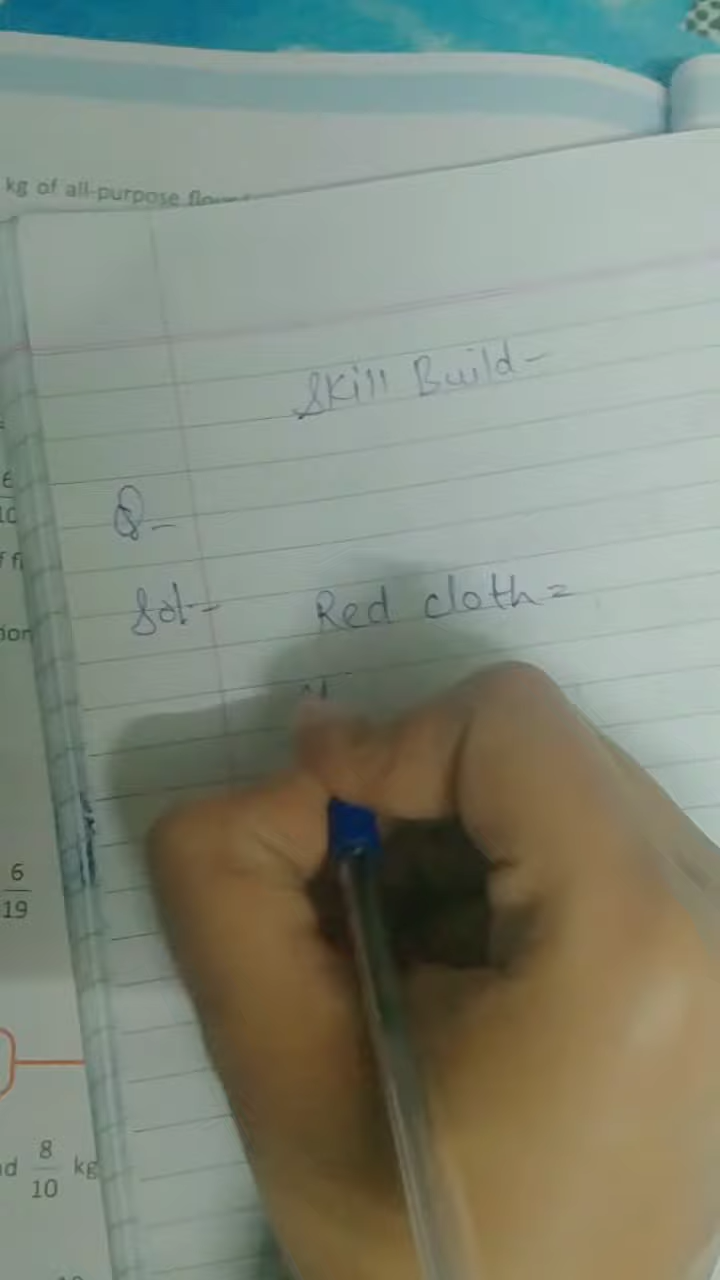 kg of all-purpose
Skill Build-
Q-
Sol- Red cloth=
6
10
6
19
8
10
kg